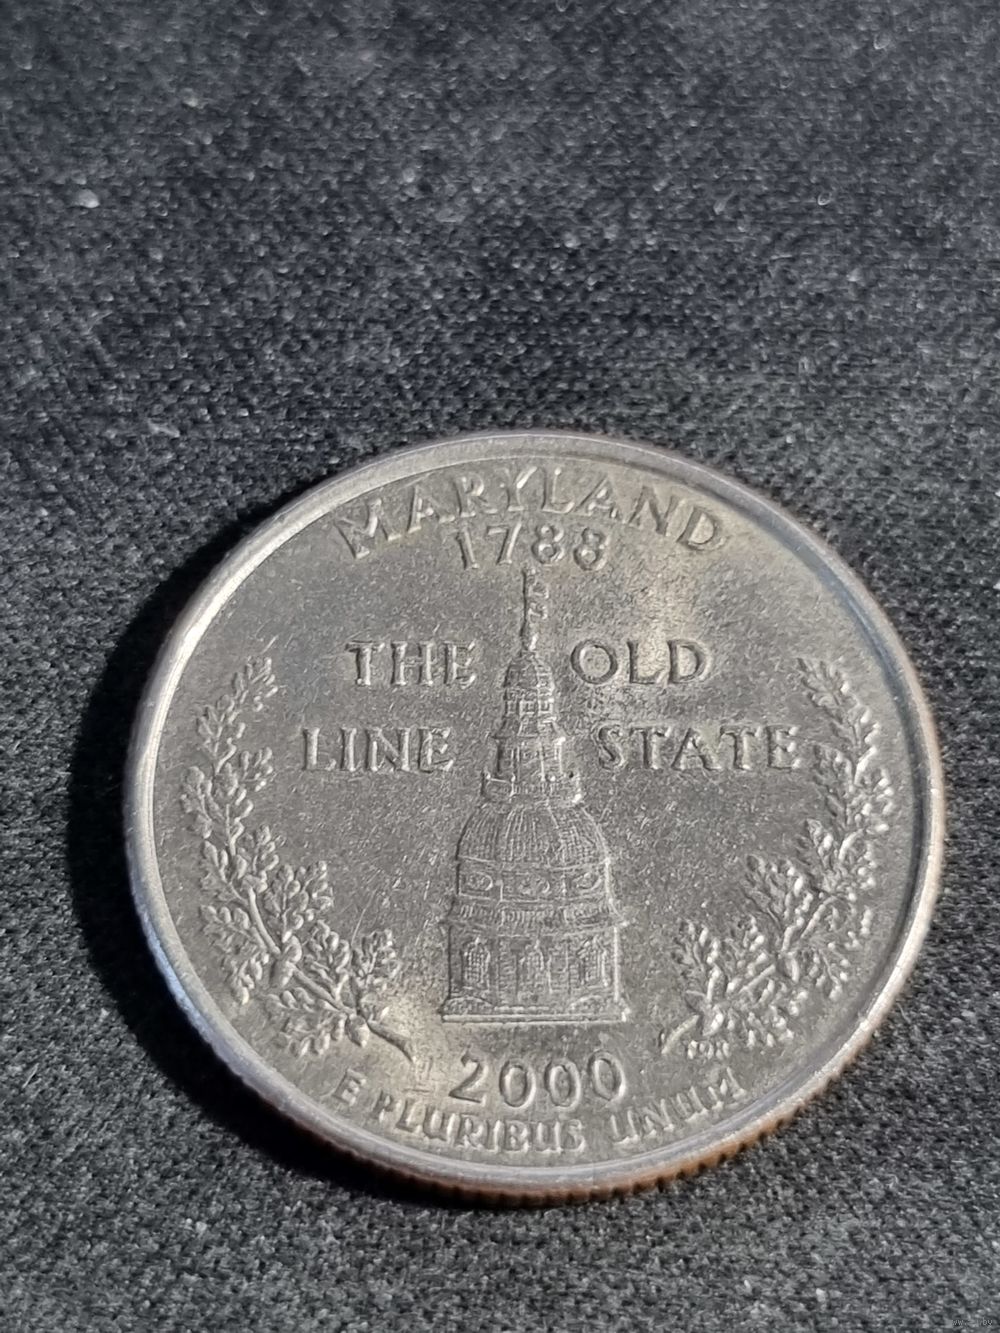 MARYLAND
1788
THE OLD
LINE STATE
2000
E PLURIBUS UNUM